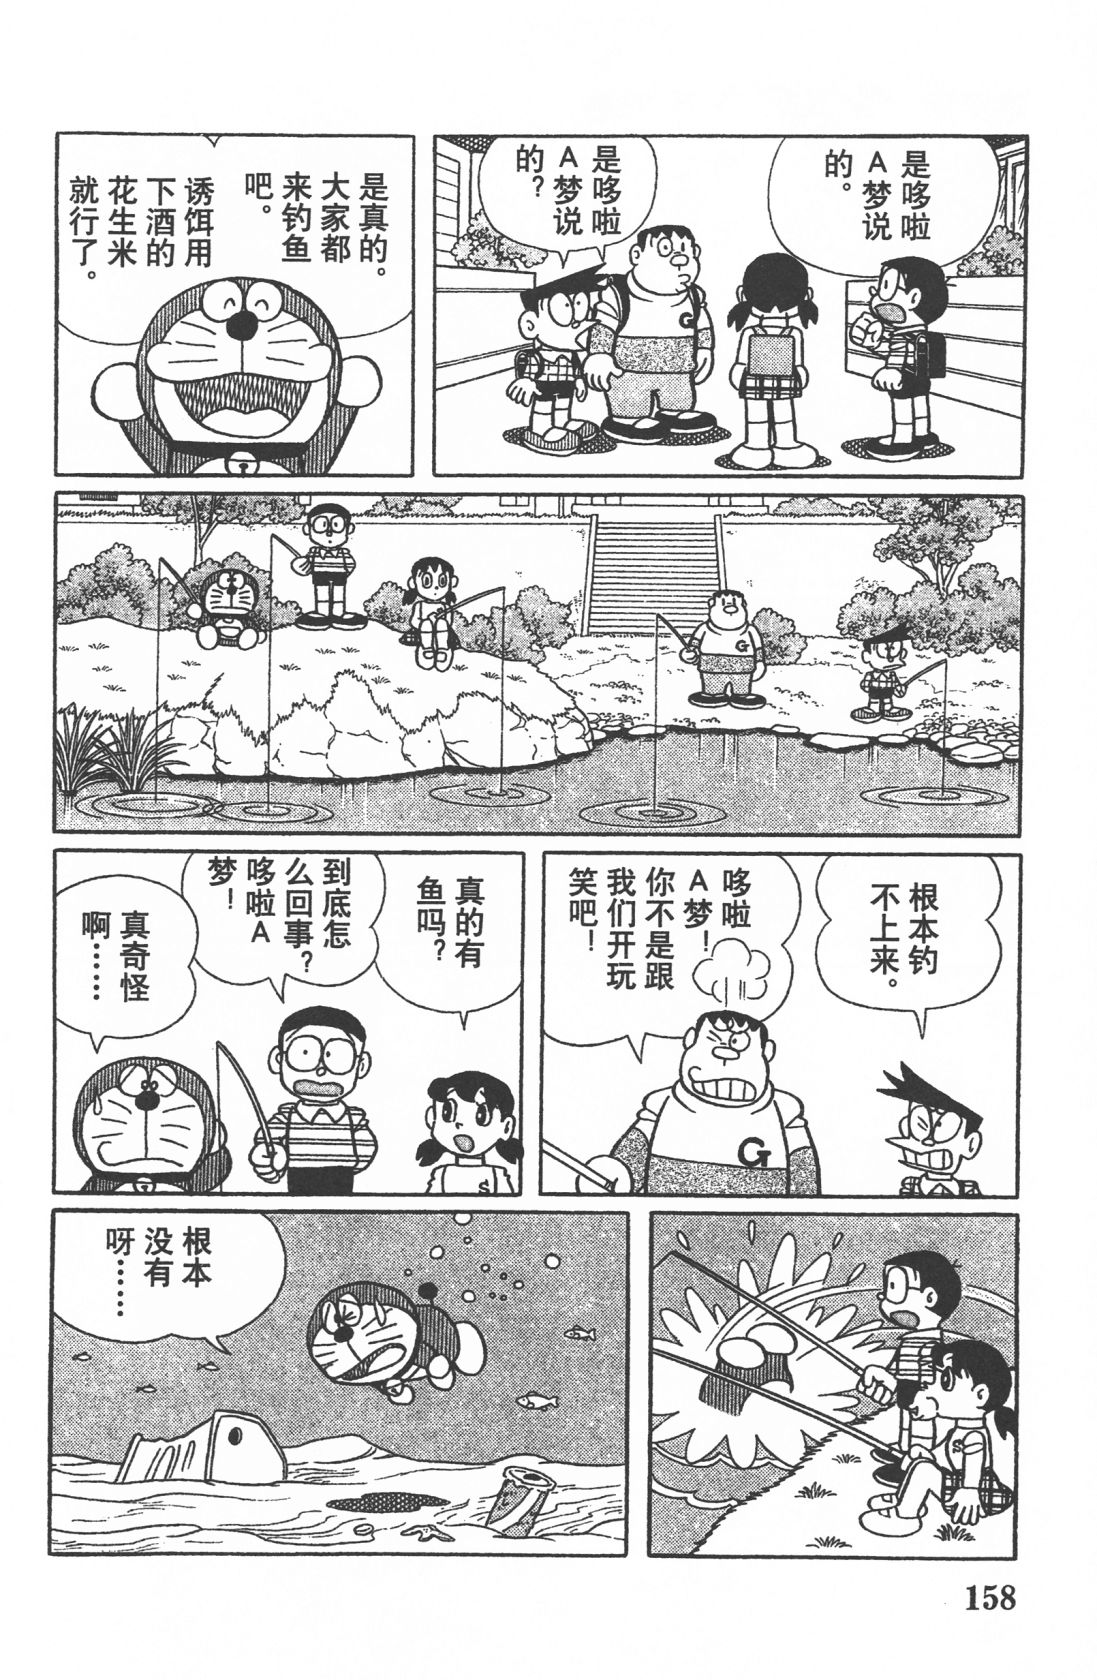 是哆啦
A梦说
的。
是哆啦
A梦说
的？
G
是真的。
大家都
来钓鱼
吧。
诱饵用
下酒的
花生米
就行了。
G
根本钓
不上来。
哆啦
A梦！
你不是跟
我们开玩
笑吧！
G
真的有
鱼吗？
到底怎
么回事？
哆啦A
梦！
真奇怪
啊……
S
S
根本
没有
呀……
158